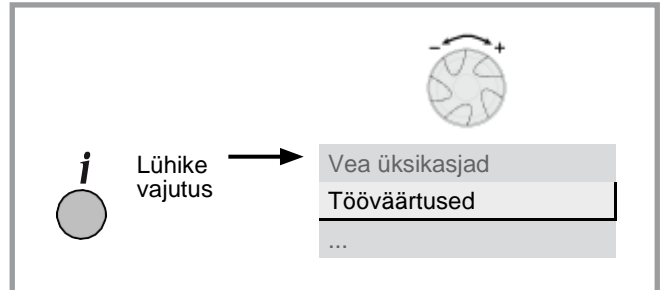 - +
i
Lühike
vajutus
Vea üksikasjad
Tööväärtused
...